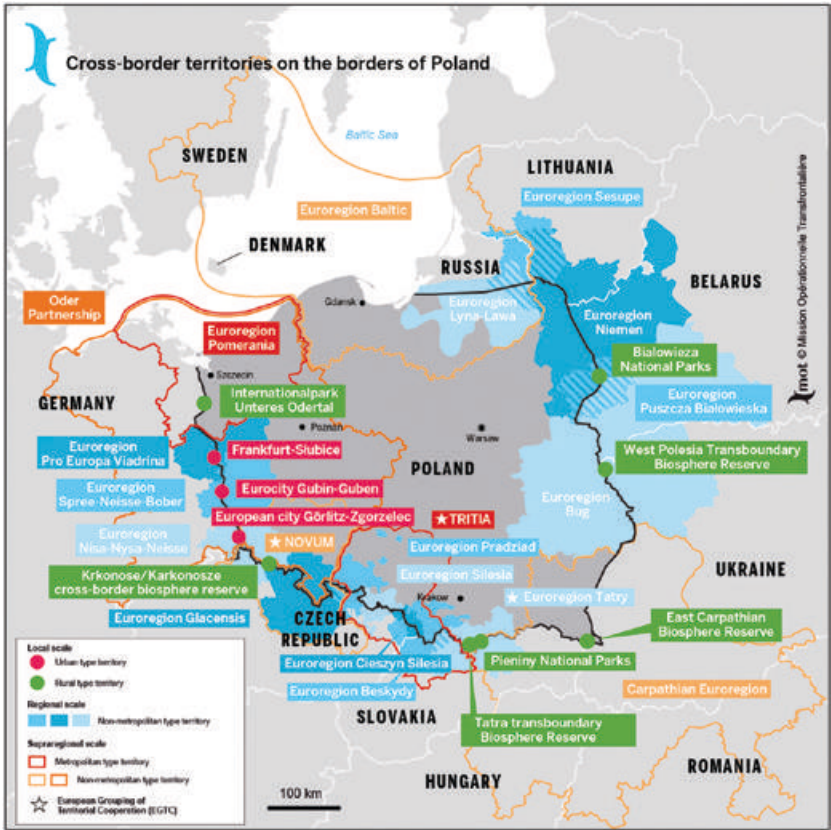 Cross-border territories on the borders of Poland
Baltic Sea
SWEDEN
LITHUANIA
Euroregion Sesupe
Euroregion Baltic
DENMARK
RUSSIA
BELARUS
Oder
Partnership
Gdansk
Euroregion
Lyna-Lawa
Euroregion
Niemen
Euroregion
Pomerania
Bialowieza
National Parks
Szczecin
GERMANY
Internationalpark
Unteres Odertal
Euroregion
Puszcza Bialowieska
Poznań
Warsaw
Euroregion
Pro Europa Viadrina
Frankfurt-Słubice
POLAND
West Polesia Transboundary
Biosphere Reserve
Euroregion
Spree-Neisse-Bober
Eurocity Gubin-Guben
Euroregion
Bug
European city Görlitz-Zgorzelec
TRITIA
Euroregion
Nisa-Nysa-Neisse
NOVUM
Euroregion Pradziad
Euroregion Silesia
UKRAINE
Krkonose/Karkonosze
cross-border biosphere reserve
Krakow
Euroregion Tatry
Euroregion Glacensis
CZECH
REPUBLIC
East Carpathian
Biosphere Reserve
Euroregion Cieszyn Silesia
Pieniny National Parks
Euroregion Beskydy
Carpathian Euroregion
SLOVAKIA
Tatra transboundary
Biosphere Reserve
HUNGARY
ROMANIA
Local scale
Urban type territory
Rural type territory
Regional scale
Non-metropolitan type territory
Supraregional scale
Metropolitan type territory
Non-metropolitan type territory
European Grouping of
Territorial Cooperation (EGTC)
100 km
mot © Mission Opérationnelle Transfrontalière